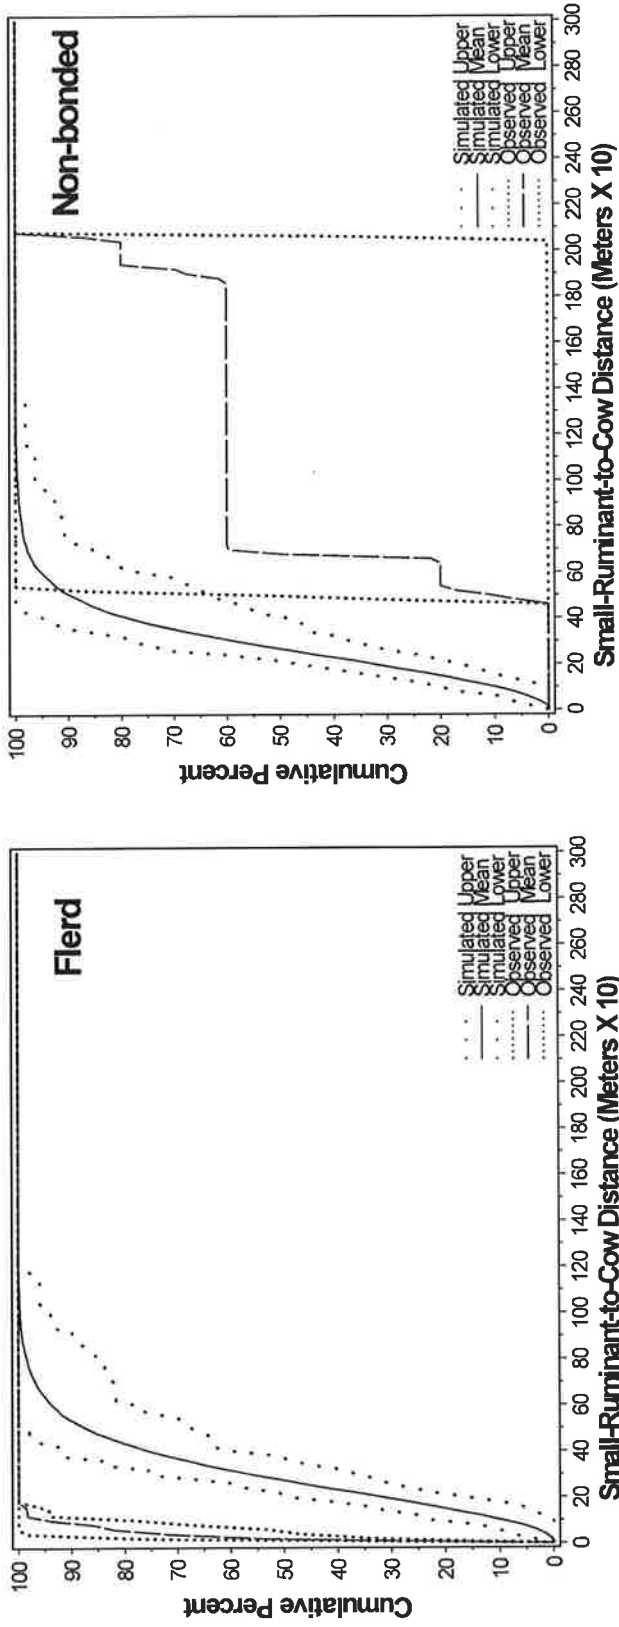 Flerd
Cumulative Percent
100
90
80
70
60
50
40
30
20
10
0
Simulated Upper
Simulated Mean
Simulated Lower
Observed Upper
Observed Mean
Observed Lower
0 20 40 60 80 100 120 140 160 180 200 220 240 260 280 300
Small-Ruminant-to-Cow Distance (Meters X 10)
Non-bonded
Cumulative Percent
100
90
80
70
60
50
40
30
20
10
0
Simulated Upper
Simulated Mean
Simulated Lower
Observed Upper
Observed Mean
Observed Lower
0 20 40 60 80 100 120 140 160 180 200 220 240 260 280 300
Small-Ruminant-to-Cow Distance (Meters X 10)